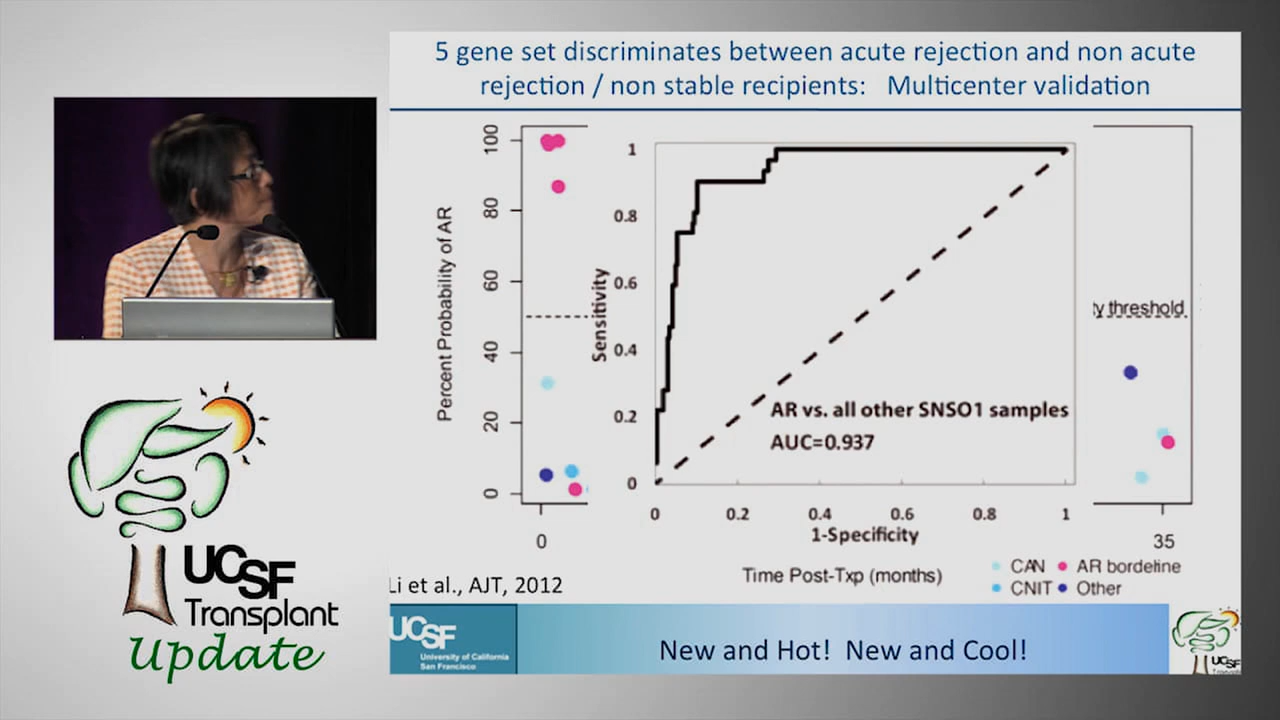 5 gene set discriminates between acute rejection and non acute
rejection / non stable recipients: Multicenter validation
Percent Probability of AR
100
80
60
40
20
0
0
35
Sensitivity
1
0.8
0.6
0.4
0.2
0
0 0.2 0.4 0.6 0.8 1
1-Specificity
AR vs. all other SNSO1 samples
AUC=0.937
threshold
Time Post-Txp (months)
CAN AR bordeline
CNIT Other
Li et al., AJT, 2012
UCSF
University of California
San Francisco
New and Hot! New and Cool!
UCSF
UCSF
Transplant
Update